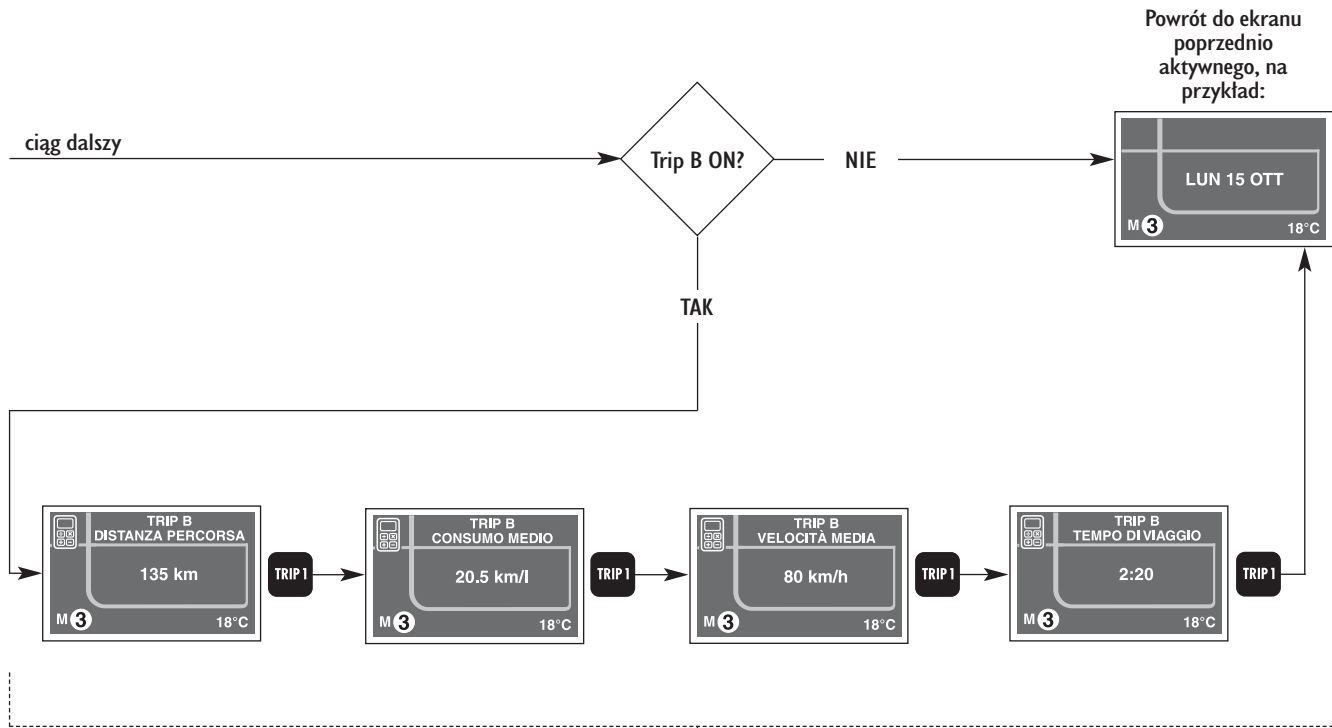 Powrót do ekranu
poprzednio
aktywnego, na
przykład:
ciąg dalszy
Trip B ON?
NIE
LUN 15 OTT
M 3
18°C
TAK
TRIP B
DISTANZA PERCORSA
135 km
M 3
18°C
TRIP 1
TRIP B
CONSUMO MEDIO
20.5 km/l
M 3
18°C
TRIP 1
TRIP B
VELOCITÀ MEDIA
80 km/h
M 3
18°C
TRIP 1
TRIP B
TEMPO DI VIAGGIO
2:20
M 3
18°C
TRIP 1